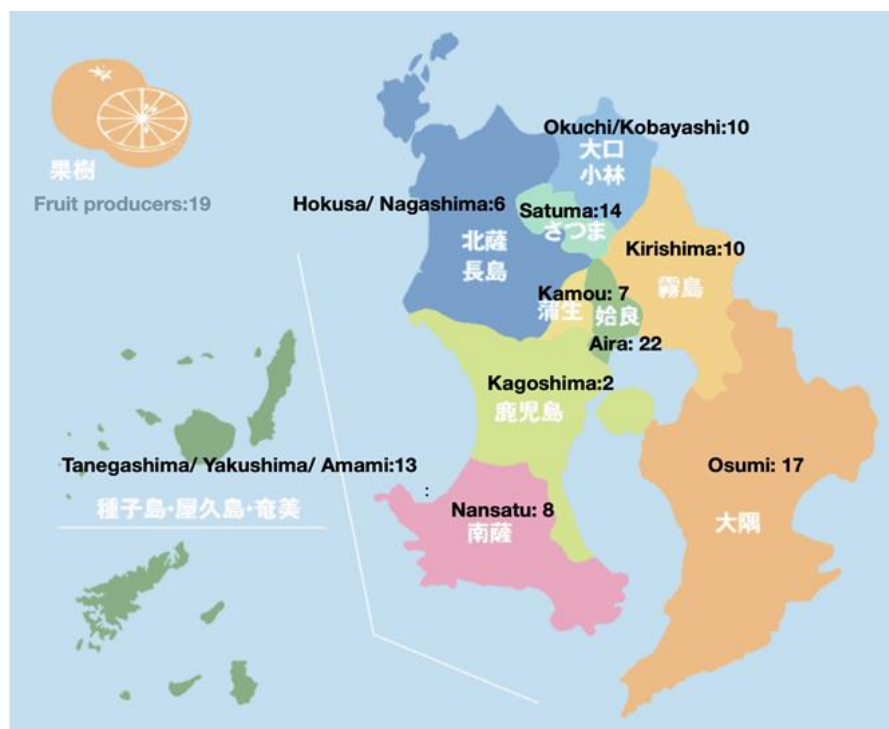 果樹
Fruit producers:19
Okuchi/Kobayashi:10
大口
小林
Hokusa/ Nagashima:6
北薩
長島
Satuma:14
さつま
Kirishima:10
霧島
Kamou: 7
蒲生
姶良
Aira: 22
Kagoshima:2
鹿児島
Tanegashima/ Yakushima/ Amami:13
:
種子島・屋久島・奄美
Nansatu: 8
南薩
Osumi: 17
大隅